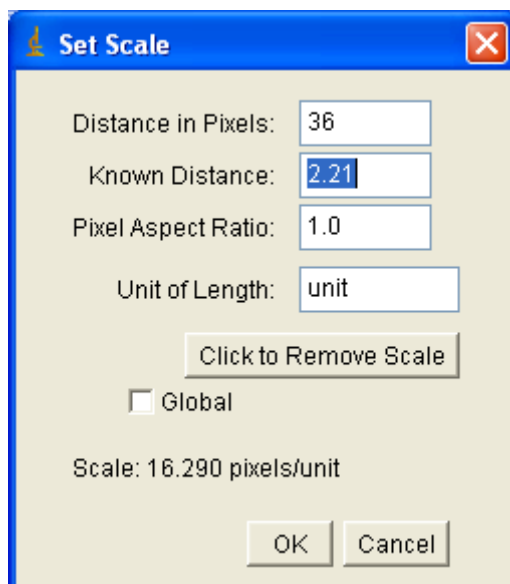 Set Scale
Distance in Pixels: 36
Known Distance: 2.21
Pixel Aspect Ratio: 1.0
Unit of Length: unit
Click to Remove Scale
Global
Scale: 16.290 pixels/unit
OK Cancel